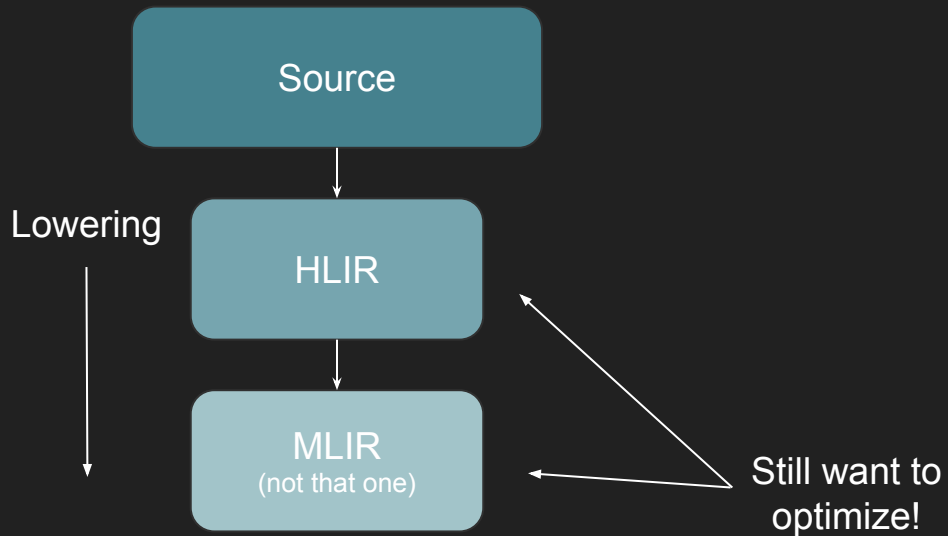 Source
Lowering
HLIR
MLIR
(not that one)
Still want to
optimize!